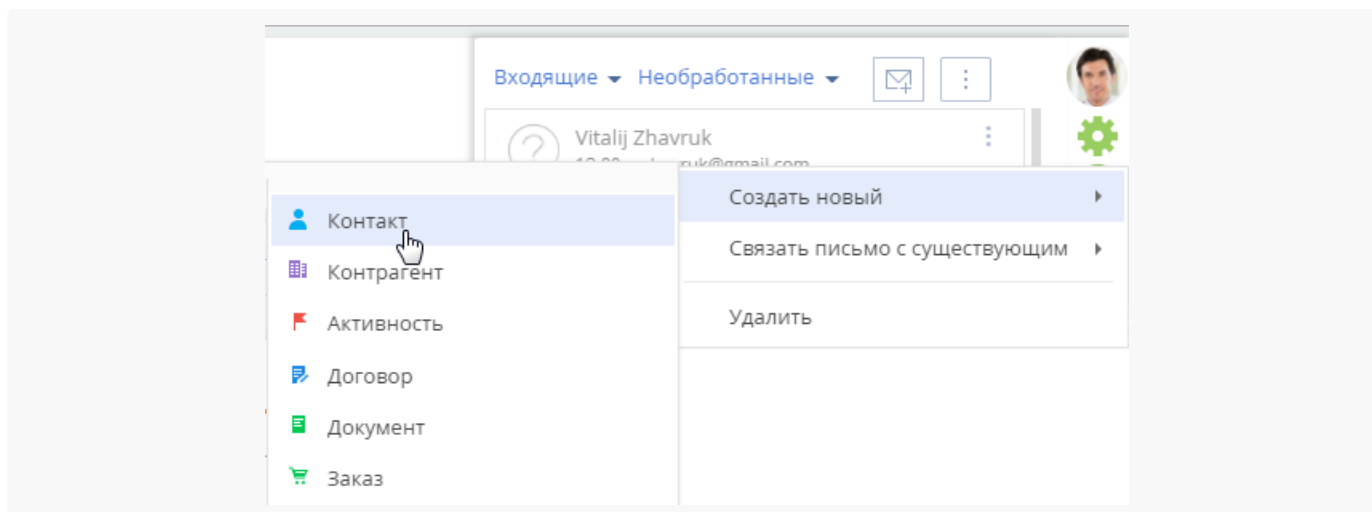 Входящие Необработанные
Vitalij Zhavruk
Создать новый
Связать письмо с существующим
Удалить
Контакт
Контрагент
Активность
Договор
Документ
Заказ